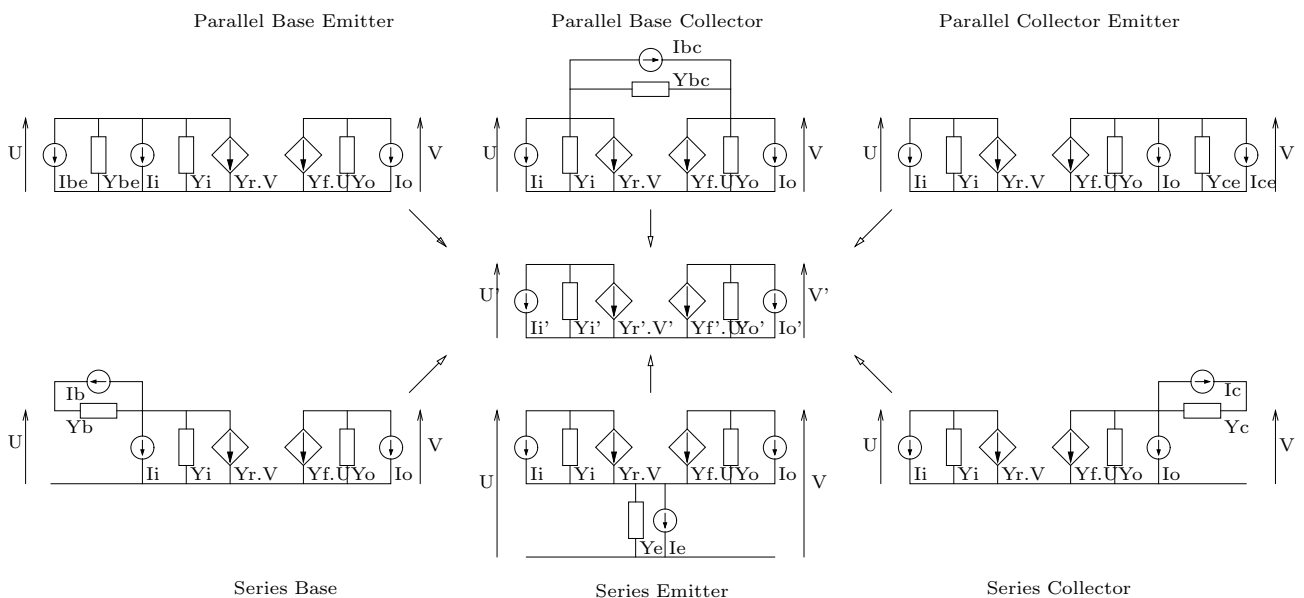 Parallel Base Emitter
Parallel Base Collector
Parallel Collector Emitter
Ibc
Ybc
U
Ibe
Ybe
Ii
Yi
Yr.V
Yf.U
Yo
Io
V
U
Ii
Yi
Yr.V
Yf.U
Yo
Io
V
U
Ii
Yi
Yr.V
Yf.U
Yo
Io
Yce
Ice
V
U'
Ii'
Yi'
Yr'.V'
Yf'.U'
Yo'
Io'
V'
U
Ib
Yb
Ii
Yi
Yr.V
Yf.U
Yo
Io
V
U
Ii
Yi
Yr.V
Yf.U
Yo
Io
V
Ye
Ie
U
Ii
Yi
Yr.V
Yf.U
Yo
Io
Ic
Yc
V
Series Base
Series Emitter
Series Collector